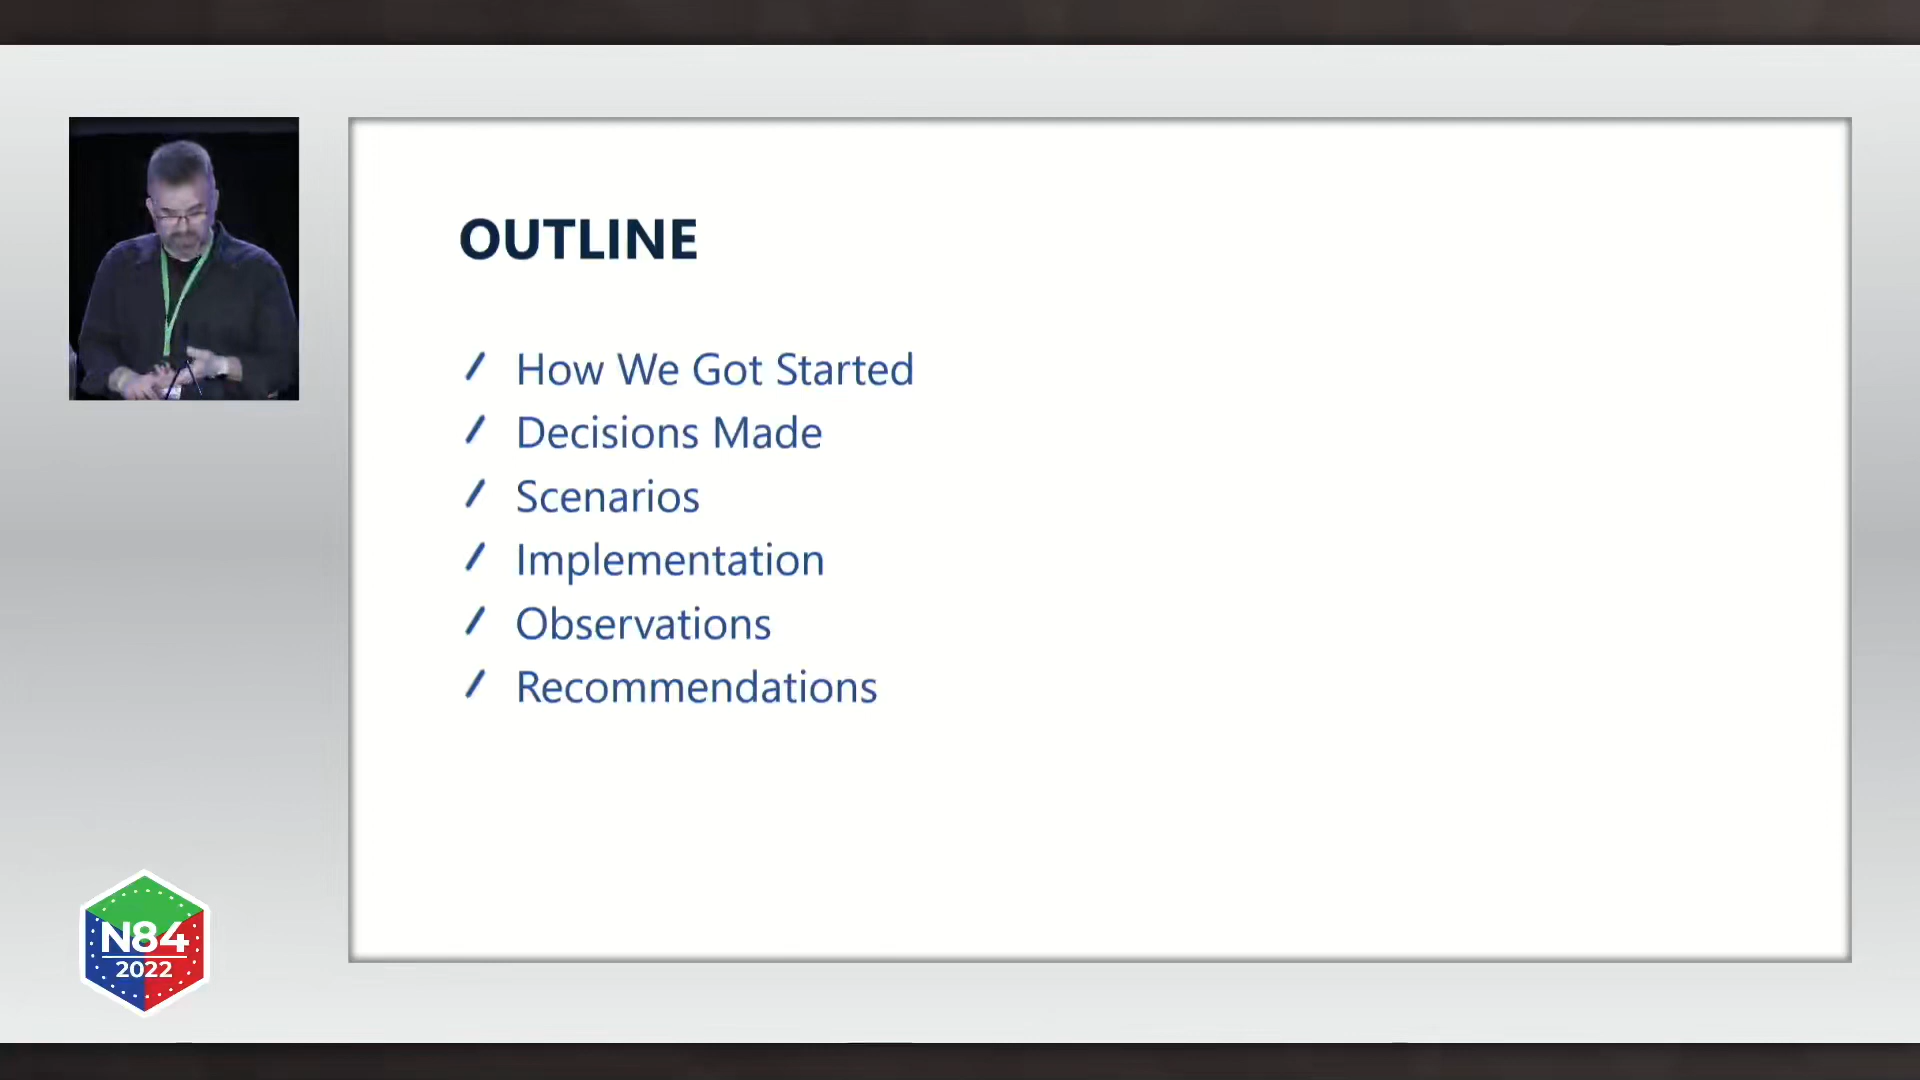 OUTLINE
How We Got Started
Decisions Made
Scenarios
Implementation
Observations
Recommendations
N84
2022